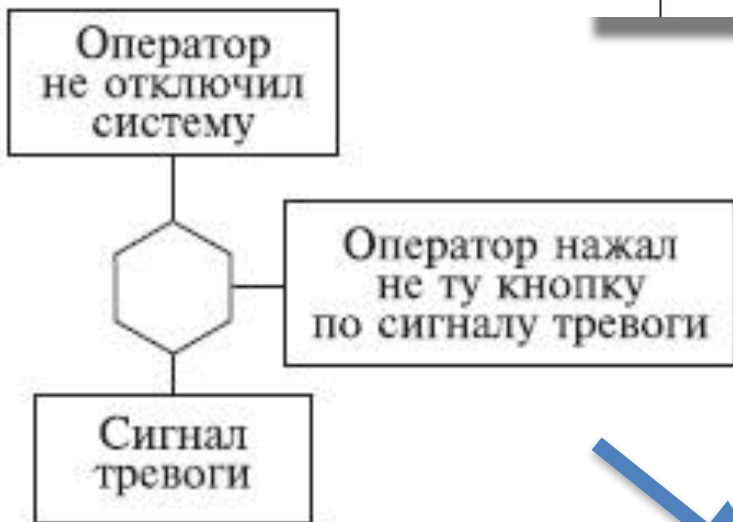 Оператор
не отключил
систему
Оператор нажал
не ту кнопку
по сигналу тревоги
Сигнал
тревоги